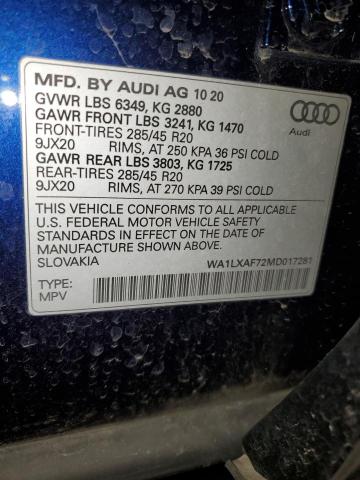 MFD. BY AUDI AG 10 20
GVWR LBS 6349, KG 2880
GAWR FRONT LBS 3241, KG 1470
FRONT-TIRES 285/45 R20
9JX20 RIMS, AT 250 KPA 36 PSI COLD
GAWR REAR LBS 3803, KG 1725
REAR-TIRES 285/45 R20
9JX20 RIMS, AT 270 KPA 39 PSI COLD
Audi
THIS VEHICLE CONFORMS TO ALL APPLICABLE
U.S. FEDERAL MOTOR VEHICLE SAFETY
STANDARDS IN EFFECT ON THE DATE OF
MANUFACTURE SHOWN ABOVE.
SLOVAKIA
WA1LXAF72MD017281
TYPE:
MPV